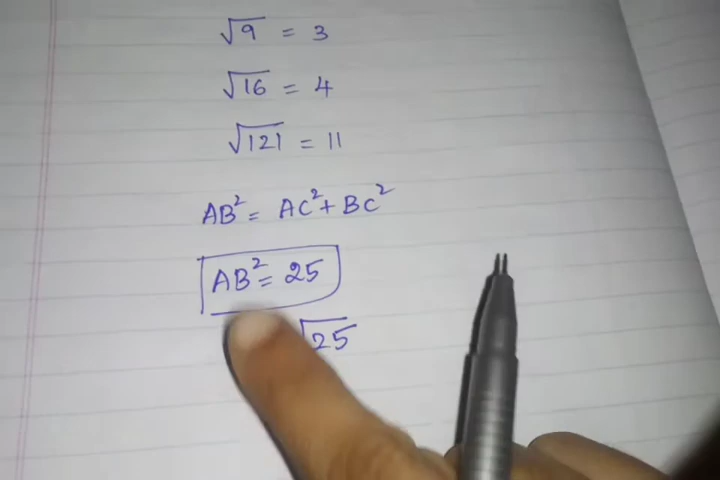 √9 = 3
√16 = 4
√121 = 11
AB² = AC² + BC²
AB² = 25
√25